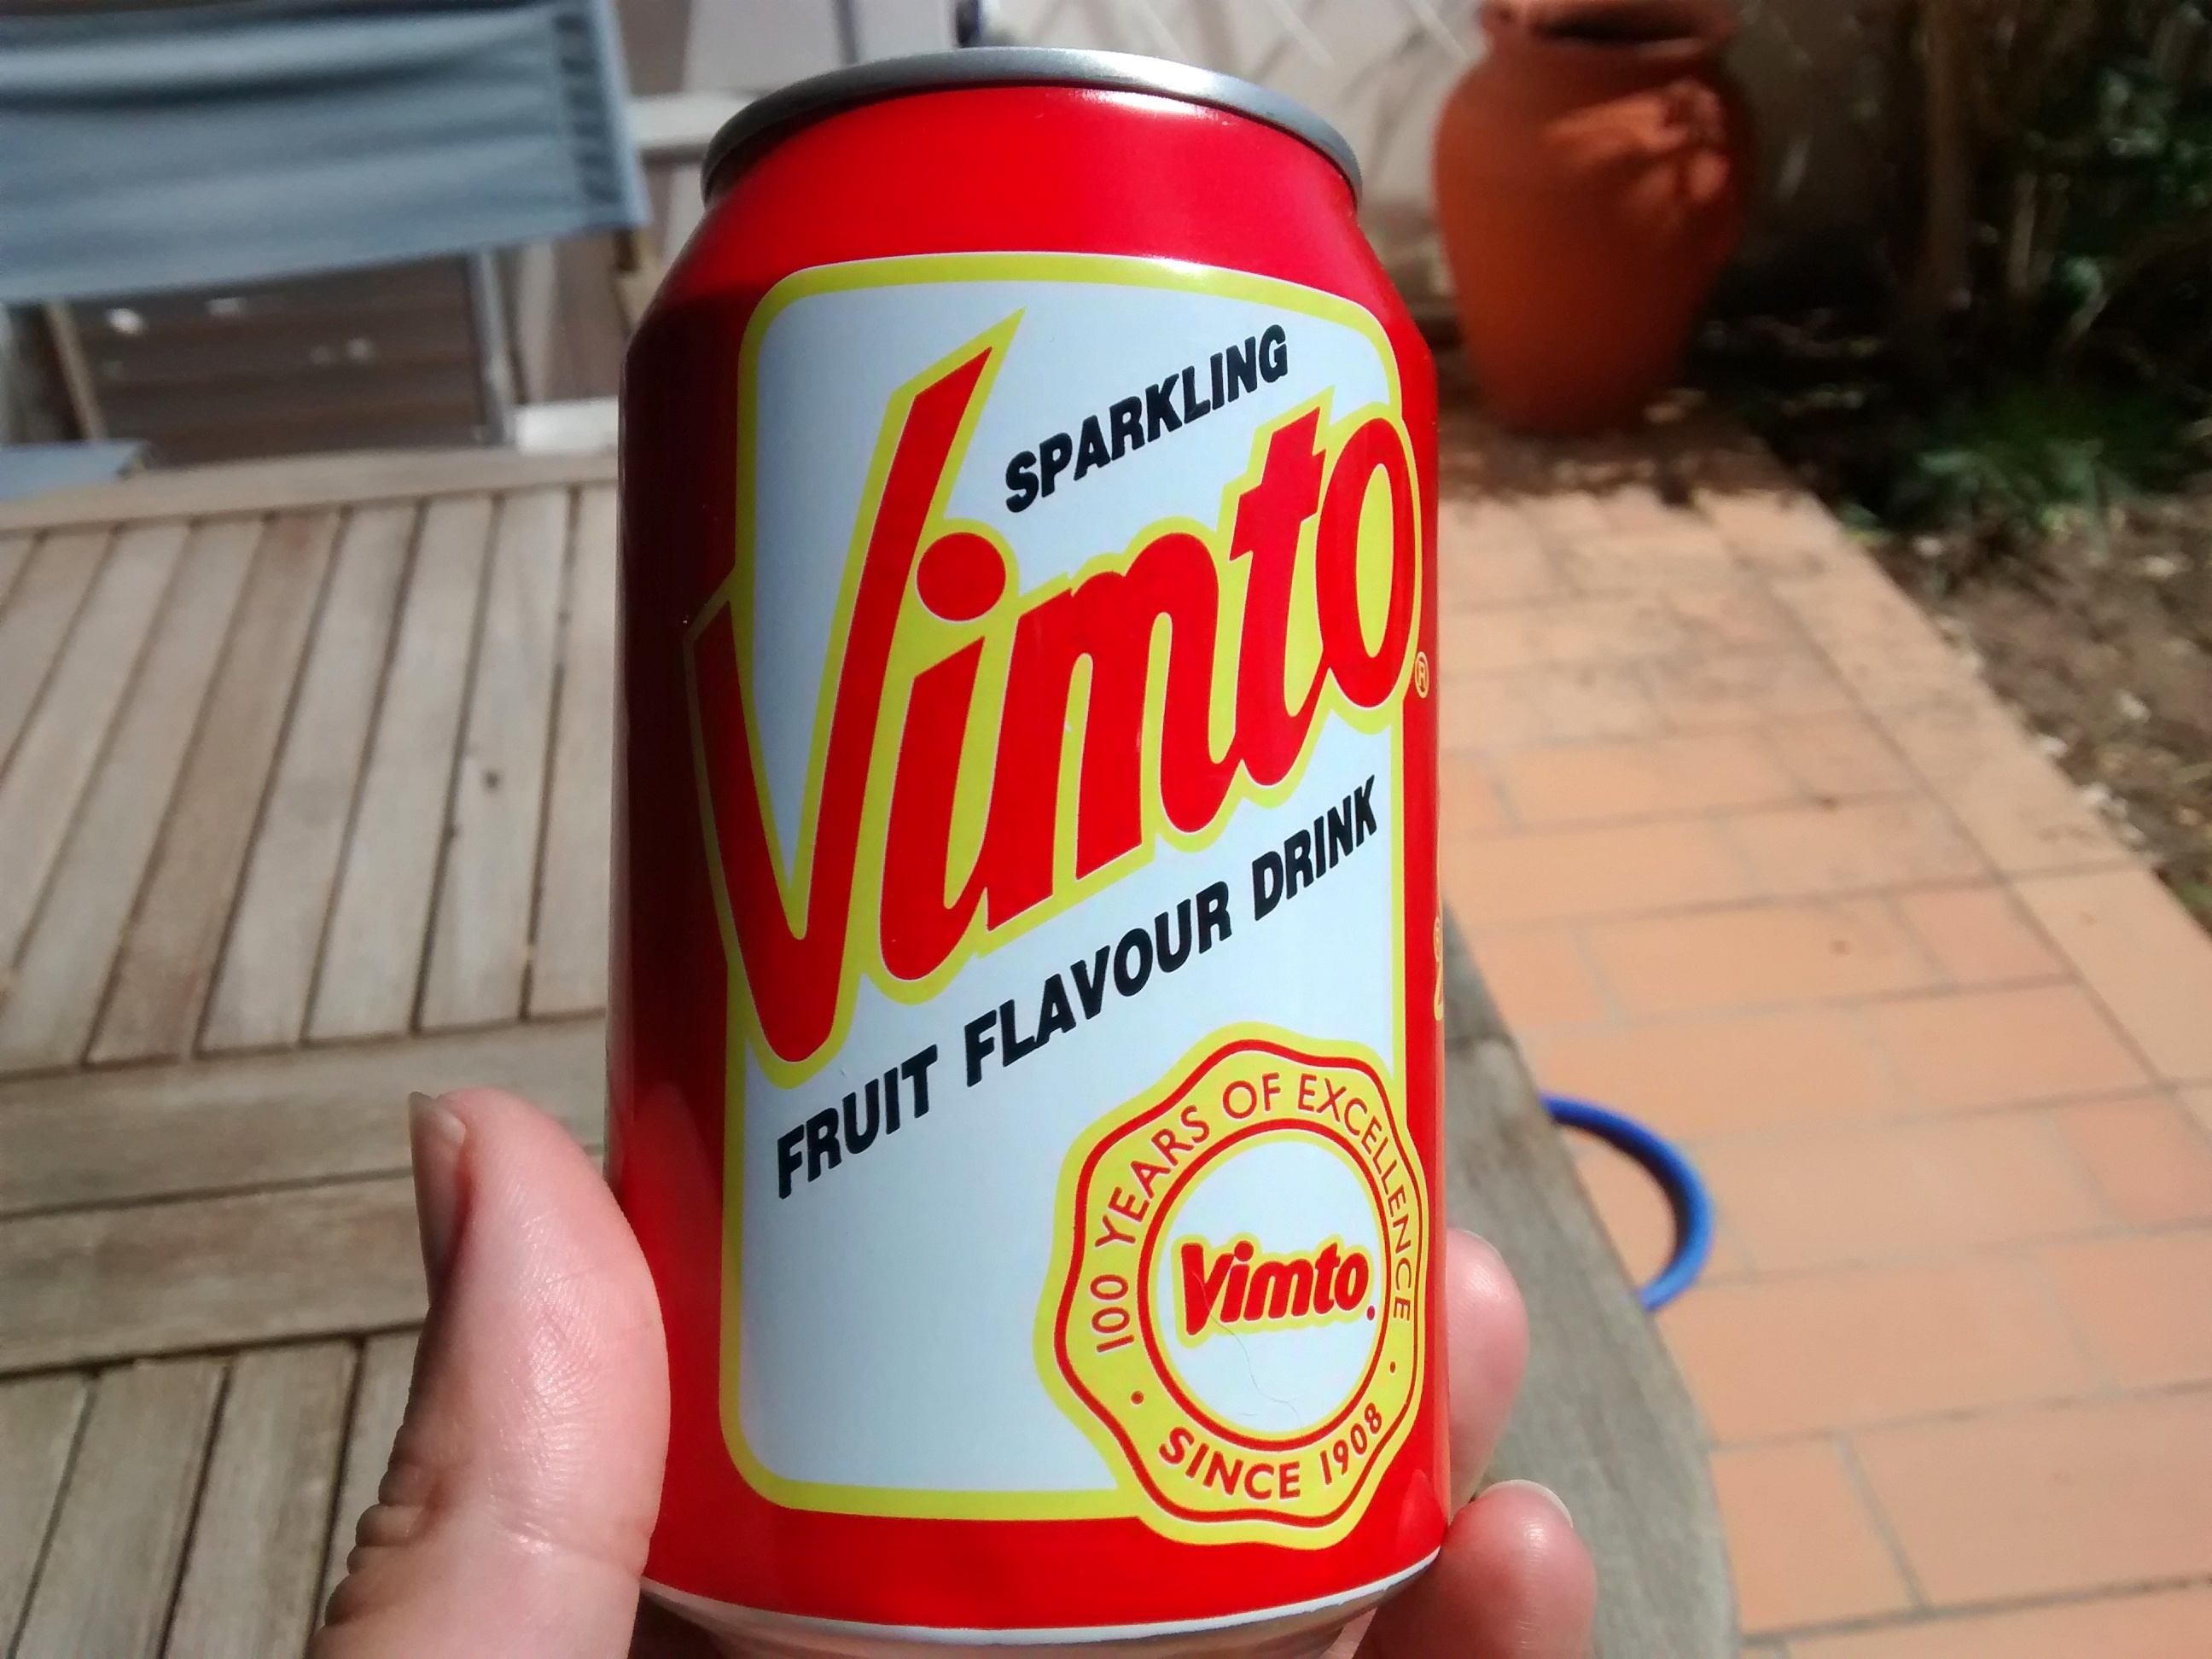 SPARKLING
Vimto®
FRUIT FLAVOUR DRINK
100 YEARS OF EXCELLENCE
Vimto.
• SINCE 1908 •